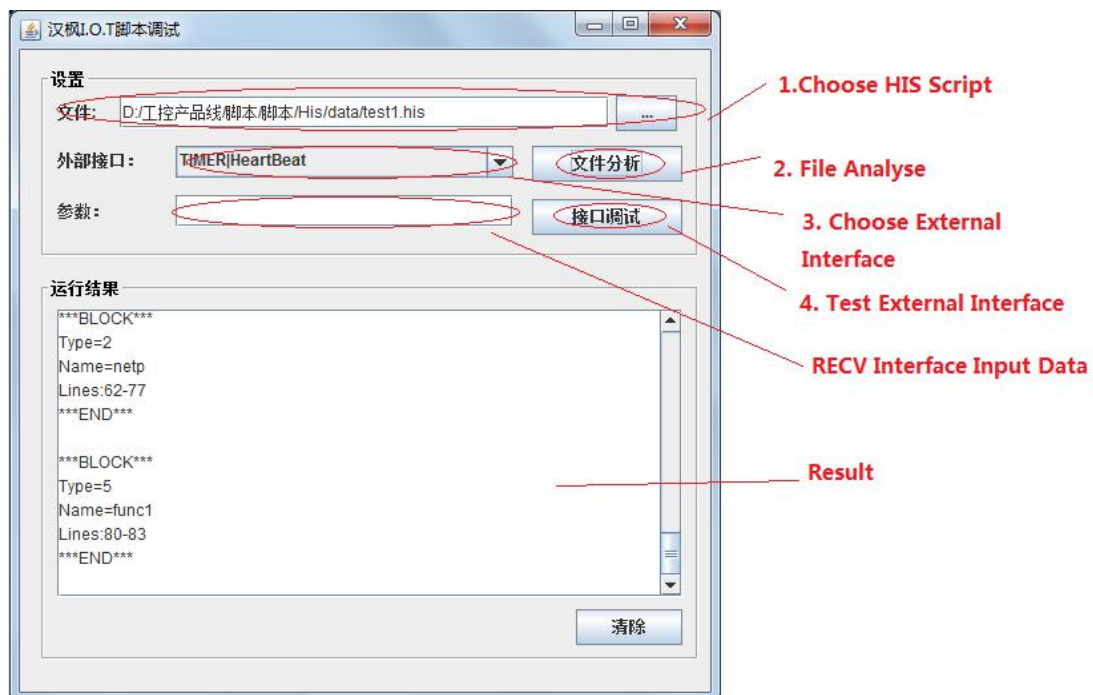 汉枫I.O.T脚本调试
设置
文件: D:/工控产品线/脚本/脚本/His/data/test1.his ...
1.Choose HIS Script
外部接口: TIMER|HeartBeat 文件分析
2. File Analyse
参数: 接口调试
3. Choose External
Interface
4. Test External Interface
运行结果
***BLOCK***
Type=2
Name=netp
Lines:62-77
***END***
RECV Interface Input Data
***BLOCK***
Type=5
Name=func1
Lines:80-83
***END***
Result
清除